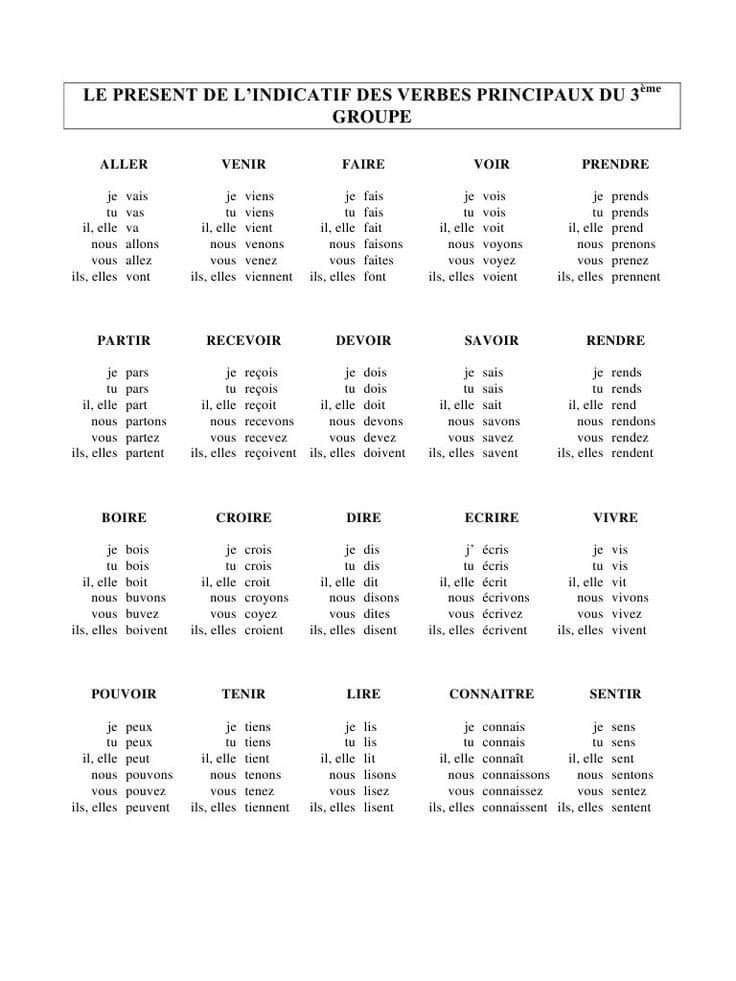 LE PRESENT DE L'INDICATIF DES VERBES PRINCIPAUX DU 3ème
GROUPE
ALLER
je vais
tu vas
il, elle va
nous allons
vous allez
ils, elles vont
VENIR
je viens
tu viens
il, elle vient
nous venons
vous venez
ils, elles viennent
FAIRE
je fais
tu fais
il, elle fait
nous faisons
vous faites
ils, elles font
VOIR
je vois
tu vois
il, elle voit
nous voyons
vous voyez
ils, elles voient
PRENDRE
je prends
tu prends
il, elle prend
nous prenons
vous prenez
ils, elles prennent
PARTIR
je pars
tu pars
il, elle part
nous partons
vous partez
ils, elles partent
RECEVOIR
je reçois
tu reçois
il, elle reçoit
nous recevons
vous recevez
ils, elles reçoivent
DEVOIR
je dois
tu dois
il, elle doit
nous devons
vous devez
ils, elles doivent
SAVOIR
je sais
tu sais
il, elle sait
nous savons
vous savez
ils, elles savent
RENDRE
je rends
tu rends
il, elle rend
nous rendons
vous rendez
ils, elles rendent
BOIRE
je bois
tu bois
il, elle boit
nous buvons
vous buvez
ils, elles boivent
CROIRE
je crois
tu crois
il, elle croit
nous croyons
vous coyez
ils, elles croient
DIRE
je dis
tu dis
il, elle dit
nous disons
vous dites
ils, elles disent
ECRIRE
j' écris
tu écris
il, elle écrit
nous écrivons
vous écrivez
ils, elles écrivent
VIVRE
je vis
tu vis
il, elle vit
nous vivons
vous vivez
ils, elles vivent
POUVOIR
je peux
tu peux
il, elle peut
nous pouvons
vous pouvez
ils, elles peuvent
TENIR
je tiens
tu tiens
il, elle tient
nous tenons
vous tenez
ils, elles tiennent
LIRE
je lis
tu lis
il, elle lit
nous lisons
vous lisez
ils, elles lisent
CONNAITRE
je connais
tu connais
il, elle connaît
nous connaissons
vous connaissez
ils, elles connaissent
SENTIR
je sens
tu sens
il, elle sent
nous sentons
vous sentez
ils, elles sentent